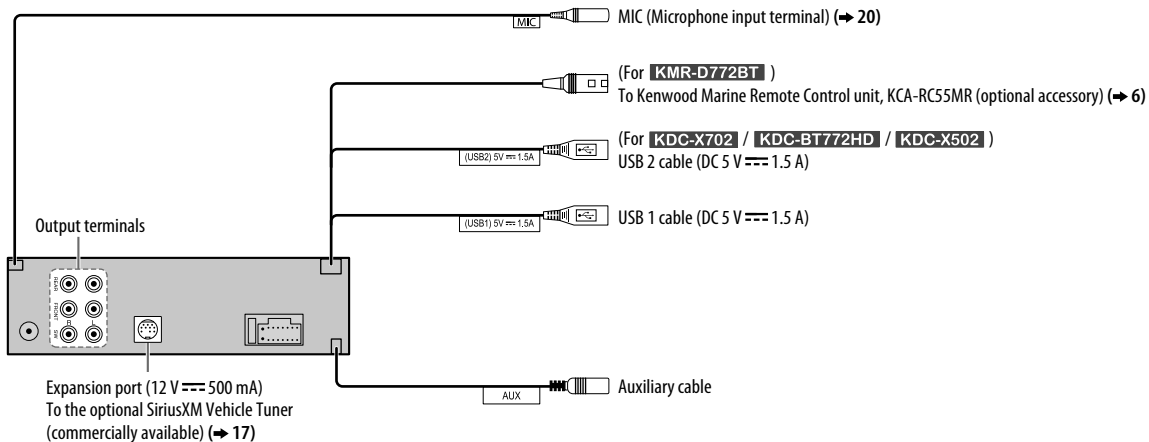 MIC
MIC (Microphone input terminal) (➜ 20)
(For KMR-D772BT )
To Kenwood Marine Remote Control unit, KCA-RC55MR (optional accessory) (➜ 6)
(For KDC-X702 / KDC-BT772HD / KDC-X502 )
(USB2) 5V ⎓ 1.5A
USB 2 cable (DC 5 V ⎓ 1.5 A)
(USB1) 5V ⎓ 1.5A
USB 1 cable (DC 5 V ⎓ 1.5 A)
Output terminals
REAR
FRONT
R L
SW
AUX
Auxiliary cable
Expansion port (12 V ⎓ 500 mA)
To the optional SiriusXM Vehicle Tuner
(commercially available) (➜ 17)